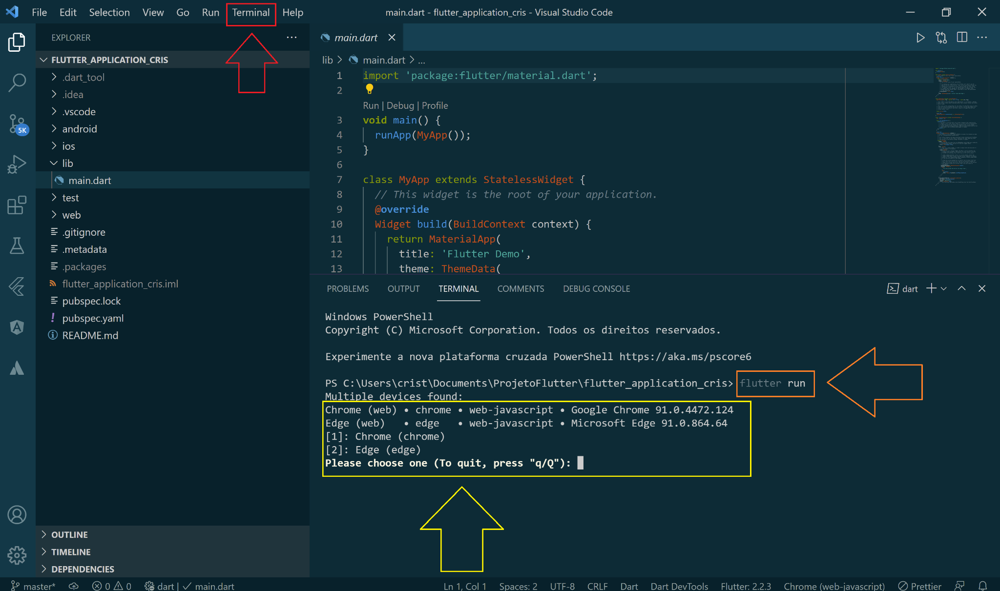 File Edit Selection View Go Run Terminal Help
main.dart - flutter_application_cris - Visual Studio Code
EXPLORER
FLUTTER_APPLICATION_CRIS
.dart_tool
.idea
.vscode
android
ios
lib
main.dart
test
web
.gitignore
.metadata
.packages
flutter_application_cris.iml
pubspec.lock
pubspec.yaml
README.md
5K
OUTLINE
TIMELINE
DEPENDENCIES
main.dart
lib > main.dart > ...
1 import 'package:flutter/material.dart';
2
Run | Debug | Profile
3 void main() {
4 runApp(MyApp());
5 }
6
7 class MyApp extends StatelessWidget {
8 // This widget is the root of your application.
9 @override
10 Widget build(BuildContext context) {
11 return MaterialApp(
12 title: 'Flutter Demo',
13 theme: ThemeData(
PROBLEMS OUTPUT TERMINAL COMMENTS DEBUG CONSOLE
dart
Windows PowerShell
Copyright (C) Microsoft Corporation. Todos os direitos reservados.
Experimente a nova plataforma cruzada PowerShell https://aka.ms/pscore6
PS C:\Users\crist\Documents\ProjetoFlutter\flutter_application_cris> flutter run
Multiple devices found:
Chrome (web) • chrome • web-javascript • Google Chrome 91.0.4472.124
Edge (web) • edge • web-javascript • Microsoft Edge 91.0.864.64
[1]: Chrome (chrome)
[2]: Edge (edge)
Please choose one (To quit, press "q/Q"):
master* 0 0 dart | ✓ main.dart
Ln 1, Col 1 Spaces: 2 UTF-8 CRLF Dart Dart DevTools Flutter: 2.2.3 Chrome (web-javascript) Prettier